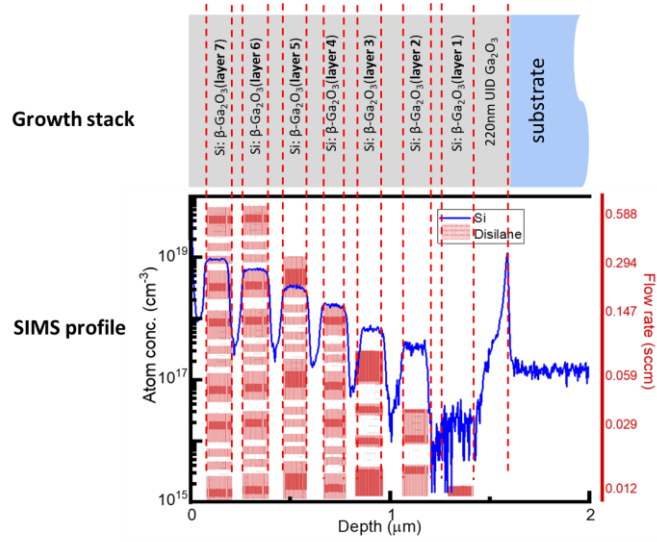 Growth stack
Si: β-Ga2O3(layer 7)
Si: β-Ga2O3(layer 6)
Si: β-Ga2O3(layer 5)
Si: β-Ga2O3(layer 4)
Si: β-Ga2O3(layer 3)
Si: β-Ga2O3(layer 2)
Si: β-Ga2O3(layer 1)
220nm UID Ga2O3
substrate
SIMS profile
Atom conc. (cm-3)
10^19
10^17
10^15
Si
Disilane
0.588
0.294
0.147
0.059
0.029
0.012
Flow rate (sccm)
0
1
2
Depth (μm)